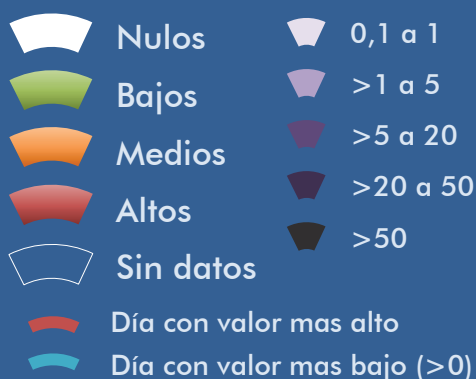 Nulos
Bajos
Medios
Altos
Sin datos
0,1 a 1
>1 a 5
>5 a 20
>20 a 50
>50
Día con valor mas alto
Día con valor mas bajo (>0)